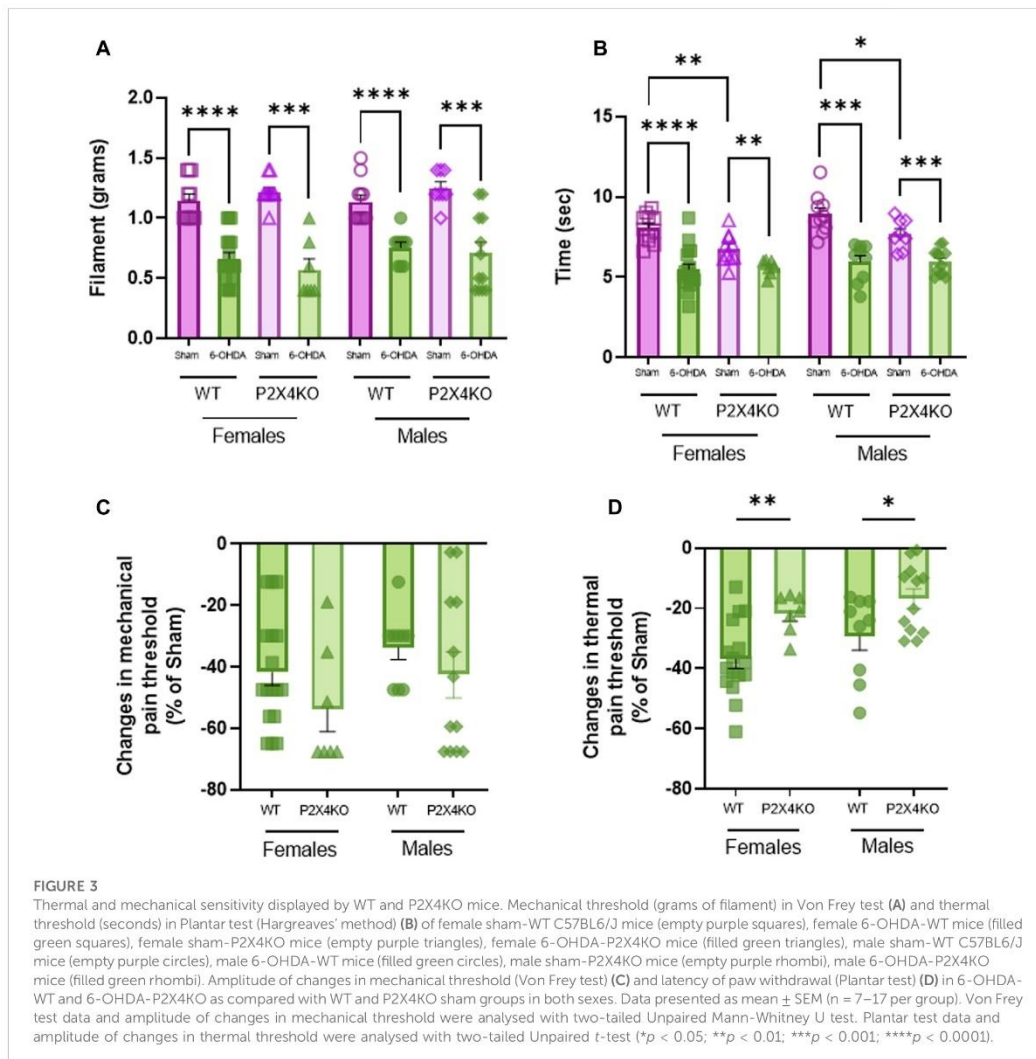 A
Filament (grams)
2.0
1.5
1.0
0.5
0.0
**** *** **** ***
Sham 6-OHDA Sham 6-OHDA Sham 6-OHDA Sham 6-OHDA
WT P2X4KO WT P2X4KO
Females Males
B
Time (sec)
15
10
5
0
** *
**** ** *** ***
Sham 6-OHDA Sham 6-OHDA Sham 6-OHDA Sham 6-OHDA
WT P2X4KO WT P2X4KO
Females Males
C
Changes in mechanical
pain threshold
(% of Sham)
0
-20
-40
-60
-80
WT P2X4KO WT P2X4KO
Females Males
D
Changes in thermal
pain threshold
(% of Sham)
** *
0
-20
-40
-60
-80
WT P2X4KO WT P2X4KO
Females Males
FIGURE 3
Thermal and mechanical sensitivity displayed by WT and P2X4KO mice. Mechanical threshold (grams of filament) in Von Frey test (A) and thermal
threshold (seconds) in Plantar test (Hargreaves' method) (B) of female sham-WT C57BL6/J mice (empty purple squares), female 6-OHDA-WT mice (filled
green squares), female sham-P2X4KO mice (empty purple triangles), female 6-OHDA-P2X4KO mice (filled green triangles), male sham-WT C57BL6/J
mice (empty purple circles), male 6-OHDA-WT mice (filled green circles), male sham-P2X4KO mice (empty purple rhombi), male 6-OHDA-P2X4KO
mice (filled green rhombi). Amplitude of changes in mechanical threshold (Von Frey test) (C) and latency of paw withdrawal (Plantar test) (D) in 6-OHDA-
WT and 6-OHDA-P2X4KO as compared with WT and P2X4KO sham groups in both sexes. Data presented as mean ± SEM (n = 7–17 per group). Von Frey
test data and amplitude of changes in mechanical threshold were analysed with two-tailed Unpaired Mann-Whitney U test. Plantar test data and
amplitude of changes in thermal threshold were analysed with two-tailed Unpaired t-test (*p < 0.05; **p < 0.01; ***p < 0.001; ****p < 0.0001).